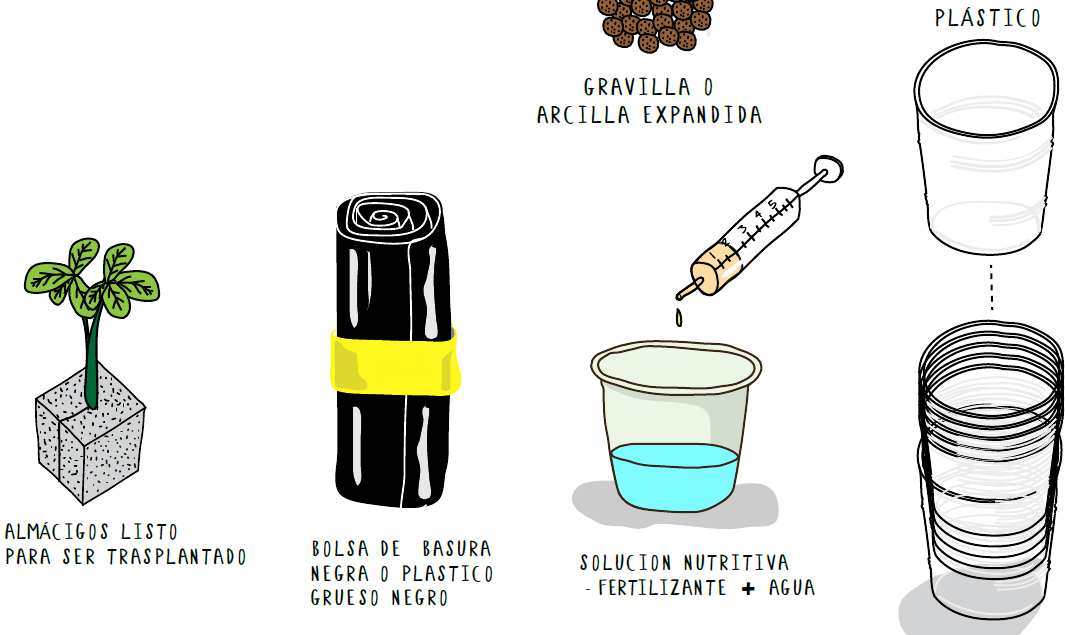 PLÁSTICO
GRAVILLA O
ARCILLA EXPANDIDA
1 2 3 4 5
ALMÁCIGOS LISTO
PARA SER TRASPLANTADO
BOLSA DE BASURA
NEGRA O PLASTICO
GRUESO NEGRO
SOLUCION NUTRITIVA
- FERTILIZANTE + AGUA